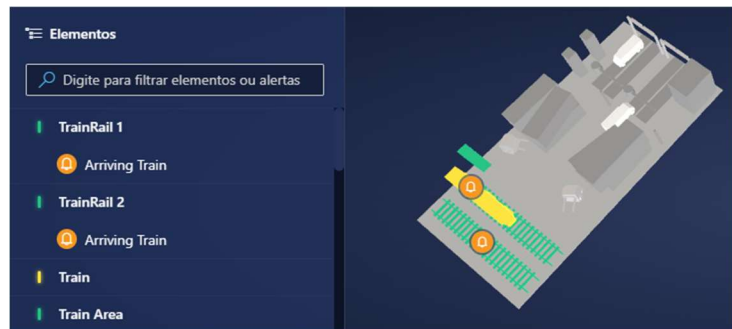 Elementos
Digite para filtrar elementos ou alertas
TrainRail 1
Arriving Train
TrainRail 2
Arriving Train
Train
Train Area